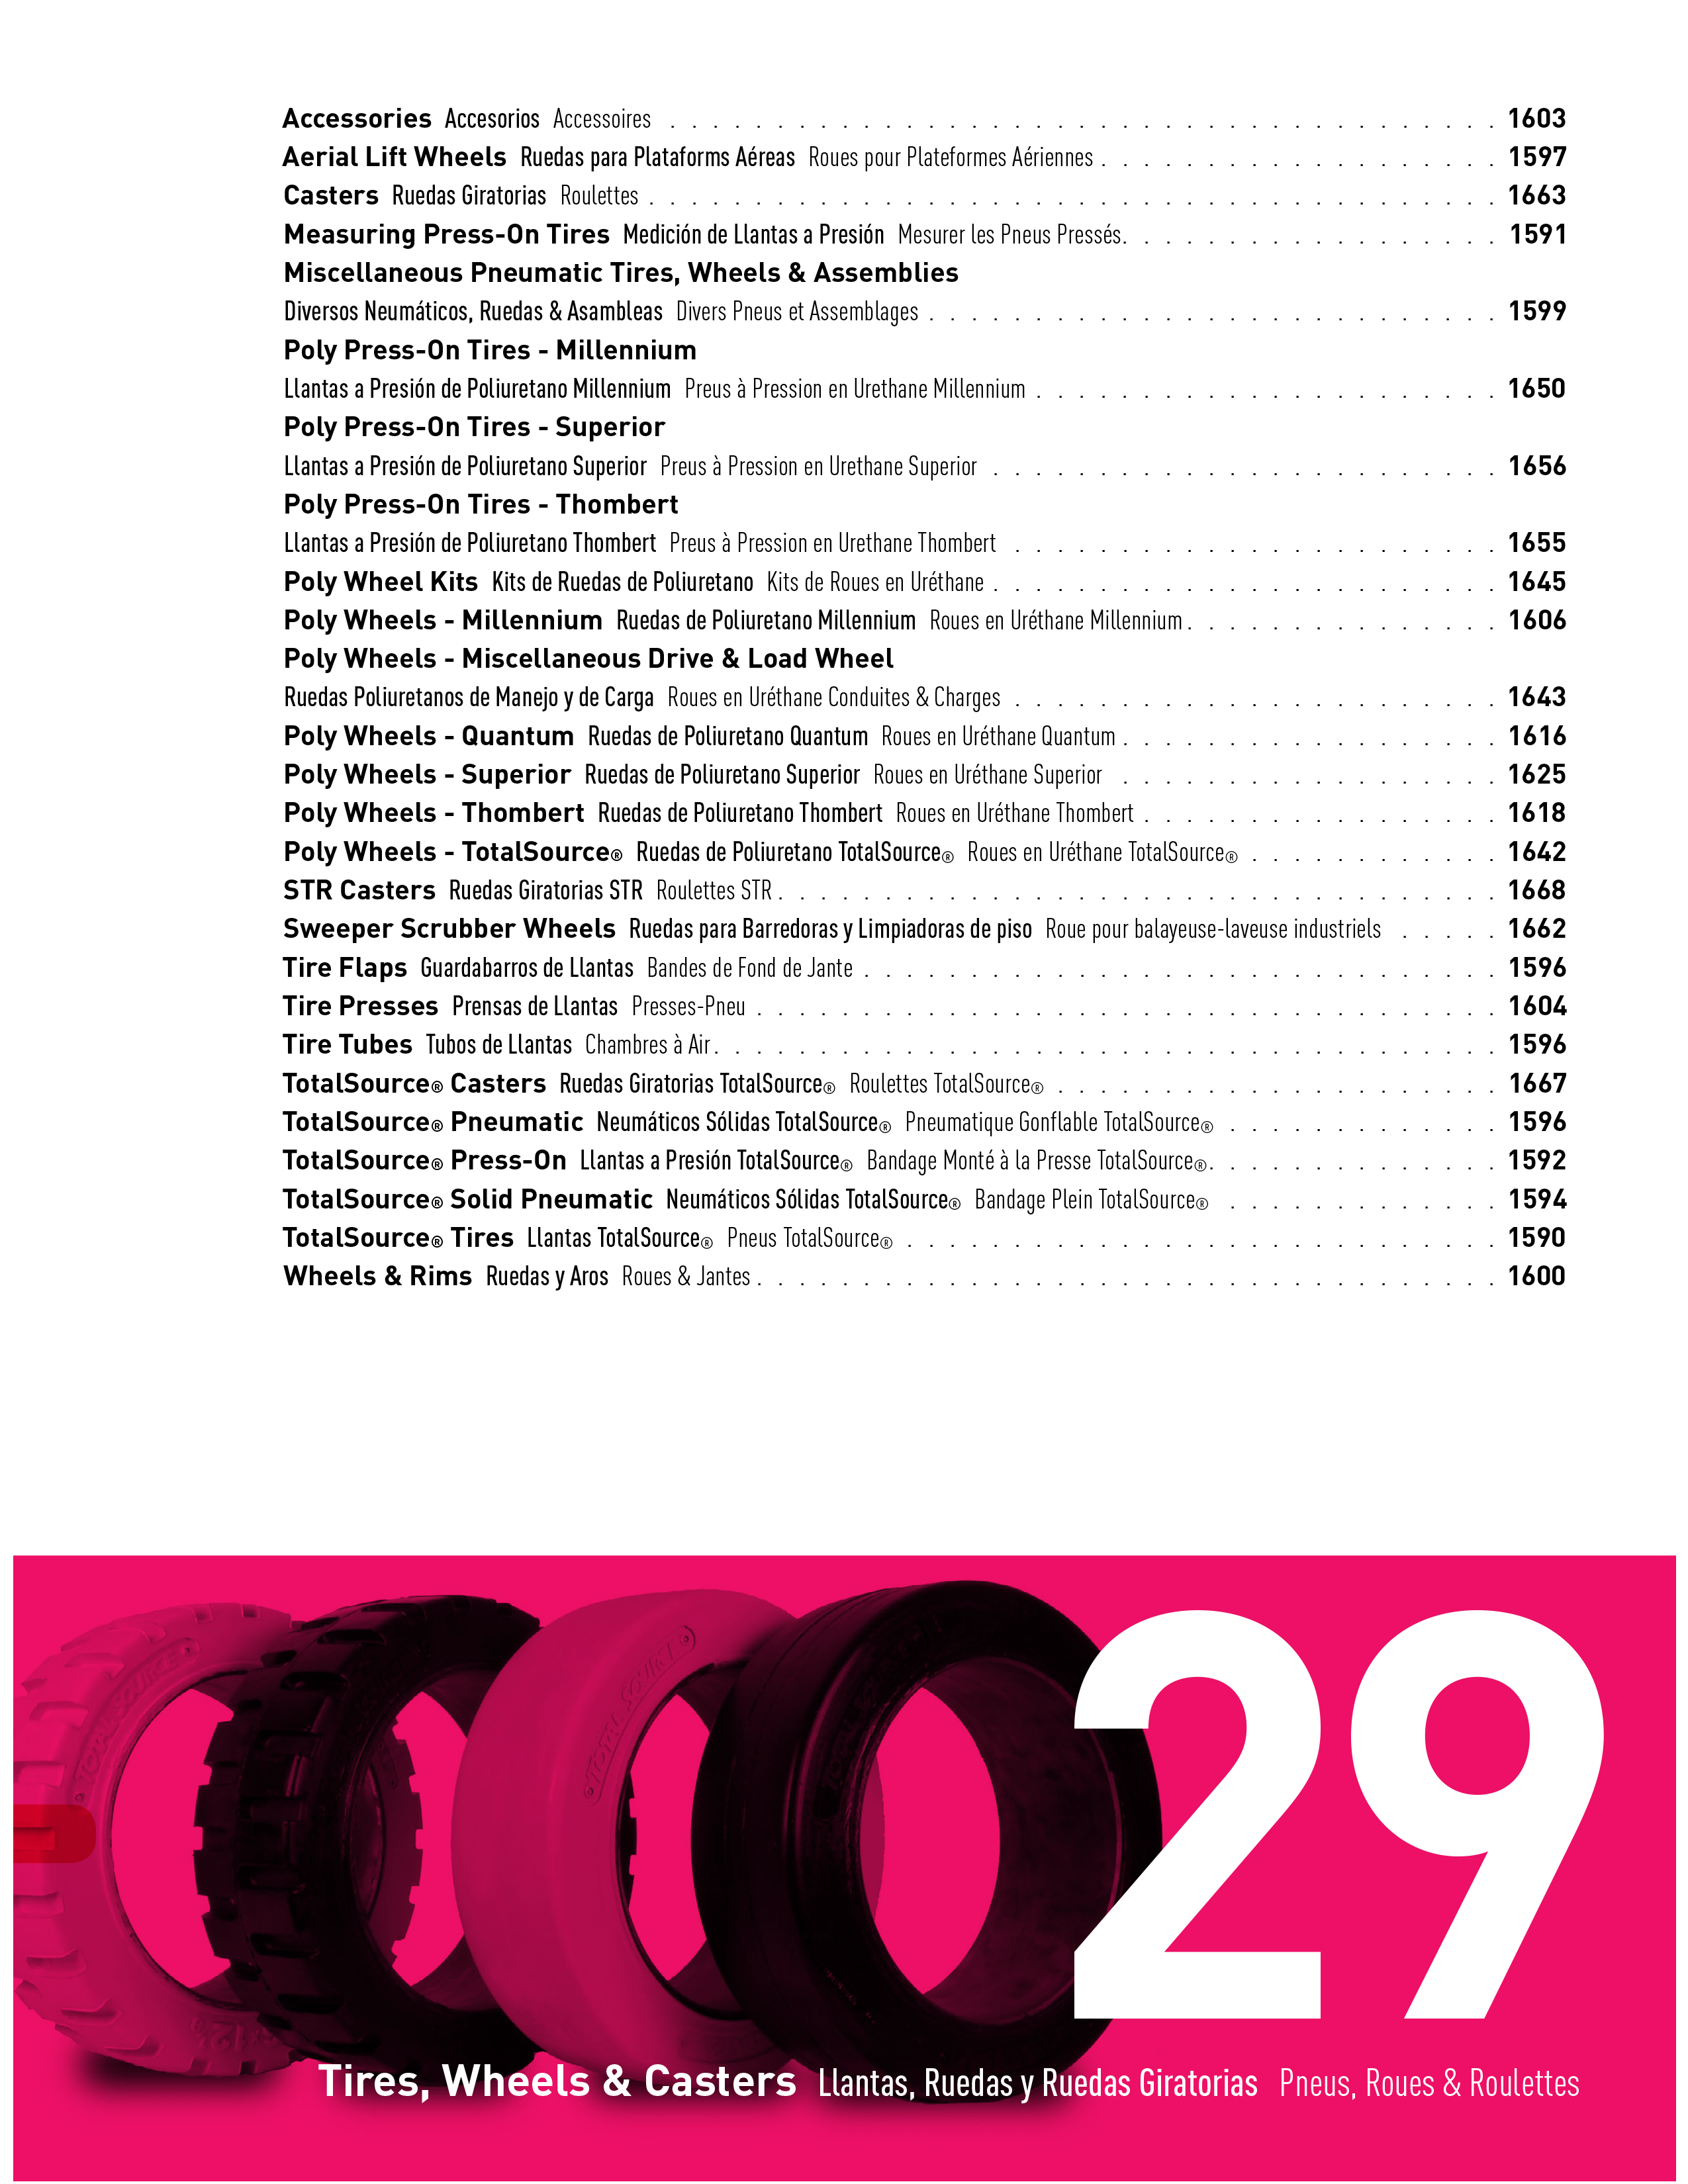 Accessories Accesorios Accessoires . . . . . . . . . . . . . . . . . . . . . . . . . . . . . . . . . . . . . . . 1603
Aerial Lift Wheels Ruedas para Plataforms Aéreas Roues pour Plateformes Aériennes . . . . . . . . . . . . . . . . . . . 1597
Casters Ruedas Giratorias Roulettes . . . . . . . . . . . . . . . . . . . . . . . . . . . . . . . . . . . . . . . . 1663
Measuring Press-On Tires Medición de Llantas a Presión Mesurer les Pneus Pressés. . . . . . . . . . . . . . . . . . 1591
Miscellaneous Pneumatic Tires, Wheels & Assemblies
Diversos Neumáticos, Ruedas & Asambleas Divers Pneus et Assemblages . . . . . . . . . . . . . . . . . . . . . . . . . . . 1599
Poly Press-On Tires - Millennium
Llantas a Presión de Poliuretano Millennium Preus à Pression en Urethane Millennium . . . . . . . . . . . . . . . . . . . . . . 1650
Poly Press-On Tires - Superior
Llantas a Presión de Poliuretano Superior Preus à Pression en Urethane Superior . . . . . . . . . . . . . . . . . . . . . . . . 1656
Poly Press-On Tires - Thombert
Llantas a Presión de Poliuretano Thombert Preus à Pression en Urethane Thombert . . . . . . . . . . . . . . . . . . . . . . . 1655
Poly Wheel Kits Kits de Ruedas de Poliuretano Kits de Roues en Uréthane . . . . . . . . . . . . . . . . . . . . . . . . 1645
Poly Wheels - Millennium Ruedas de Poliuretano Millennium Roues en Uréthane Millennium . . . . . . . . . . . . . . . 1606
Poly Wheels - Miscellaneous Drive & Load Wheel
Ruedas Poliuretanos de Manejo y de Carga Roues en Uréthane Conduites & Charges . . . . . . . . . . . . . . . . . . . . . . . 1643
Poly Wheels - Quantum Ruedas de Poliuretano Quantum Roues en Uréthane Quantum . . . . . . . . . . . . . . . . . . 1616
Poly Wheels - Superior Ruedas de Poliuretano Superior Roues en Uréthane Superior . . . . . . . . . . . . . . . . . . 1625
Poly Wheels - Thombert Ruedas de Poliuretano Thombert Roues en Uréthane Thombert . . . . . . . . . . . . . . . . . 1618
Poly Wheels - TotalSource® Ruedas de Poliuretano TotalSource® Roues en Uréthane TotalSource® . . . . . . . . . . . . 1642
STR Casters Ruedas Giratorias STR Roulettes STR . . . . . . . . . . . . . . . . . . . . . . . . . . . . . . . . . . 1668
Sweeper Scrubber Wheels Ruedas para Barredoras y Limpiadoras de piso Roue pour balayeuse-laveuse industriels . . . . . 1662
Tire Flaps Guardabarros de Llantas Bandes de Fond de Jante . . . . . . . . . . . . . . . . . . . . . . . . . . . . . . 1596
Tire Presses Prensas de Llantas Presses-Pneu . . . . . . . . . . . . . . . . . . . . . . . . . . . . . . . . . . . 1604
Tire Tubes Tubos de Llantas Chambres à Air . . . . . . . . . . . . . . . . . . . . . . . . . . . . . . . . . . . . . 1596
TotalSource® Casters Ruedas Giratorias TotalSource® Roulettes TotalSource® . . . . . . . . . . . . . . . . . . . . . 1667
TotalSource® Pneumatic Neumáticos Sólidas TotalSource® Pneumatique Gonflable TotalSource® . . . . . . . . . . . . . 1596
TotalSource® Press-On Llantas a Presión TotalSource® Bandage Monté à la Presse TotalSource®. . . . . . . . . . . . . . 1592
TotalSource® Solid Pneumatic Neumáticos Sólidas TotalSource® Bandage Plein TotalSource® . . . . . . . . . . . . . 1594
TotalSource® Tires Llantas TotalSource® Pneus TotalSource® . . . . . . . . . . . . . . . . . . . . . . . . . . . . 1590
Wheels & Rims Ruedas y Aros Roues & Jantes . . . . . . . . . . . . . . . . . . . . . . . . . . . . . . . . . . . 1600
TOTAL SOURCE
TOTAL SOURCE
29
Tires, Wheels & Casters Llantas, Ruedas y Ruedas Giratorias Pneus, Roues & Roulettes